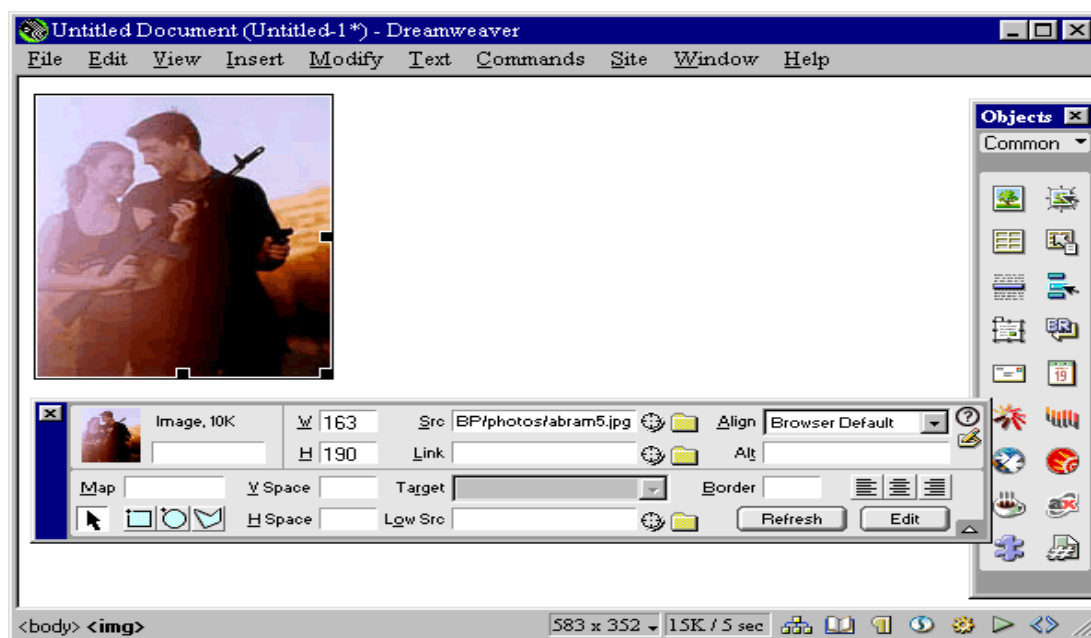 Untitled Document (Untitled-1*) - Dreamweaver
File Edit View Insert Modify Text Commands Site Window Help
Objects
Common
Image, 10K W 163 Src BP/photos/abram5.jpg Align Browser Default
H 190 Link Alt
Map V Space Target Border
H Space Low Src Refresh Edit
BR
19
<body> <img> 583 x 352 15K / 5 sec